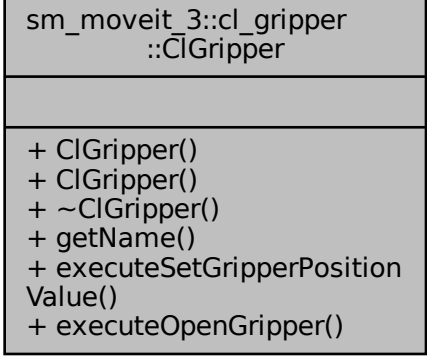 sm_moveit_3::cl_gripper
::ClGripper
+ ClGripper()
+ ClGripper()
+ ~ClGripper()
+ getName()
+ executeSetGripperPosition
Value()
+ executeOpenGripper()